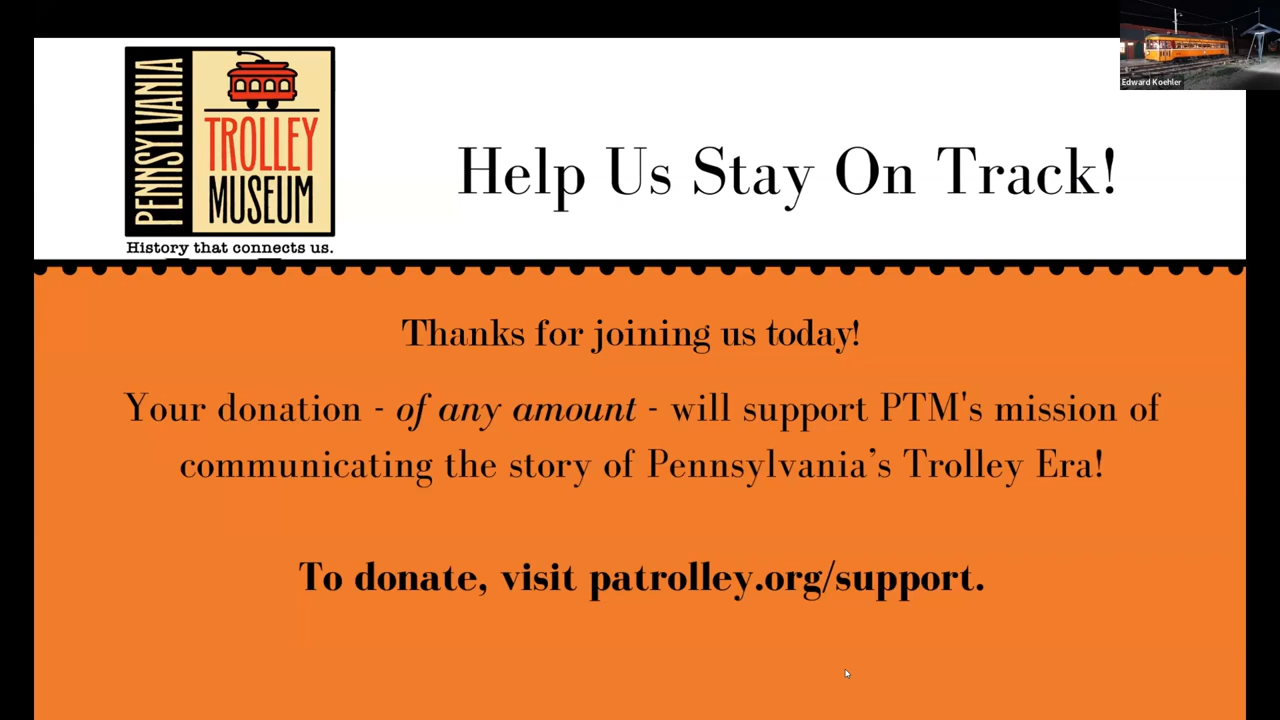 PENNSYLVANIA
TROLLEY
MUSEUM
History that connects us.
Help Us Stay On Track!
Edward Koehler
Thanks for joining us today!
Your donation - of any amount - will support PTM's mission of
communicating the story of Pennsylvania’s Trolley Era!
To donate, visit patrolley.org/support.